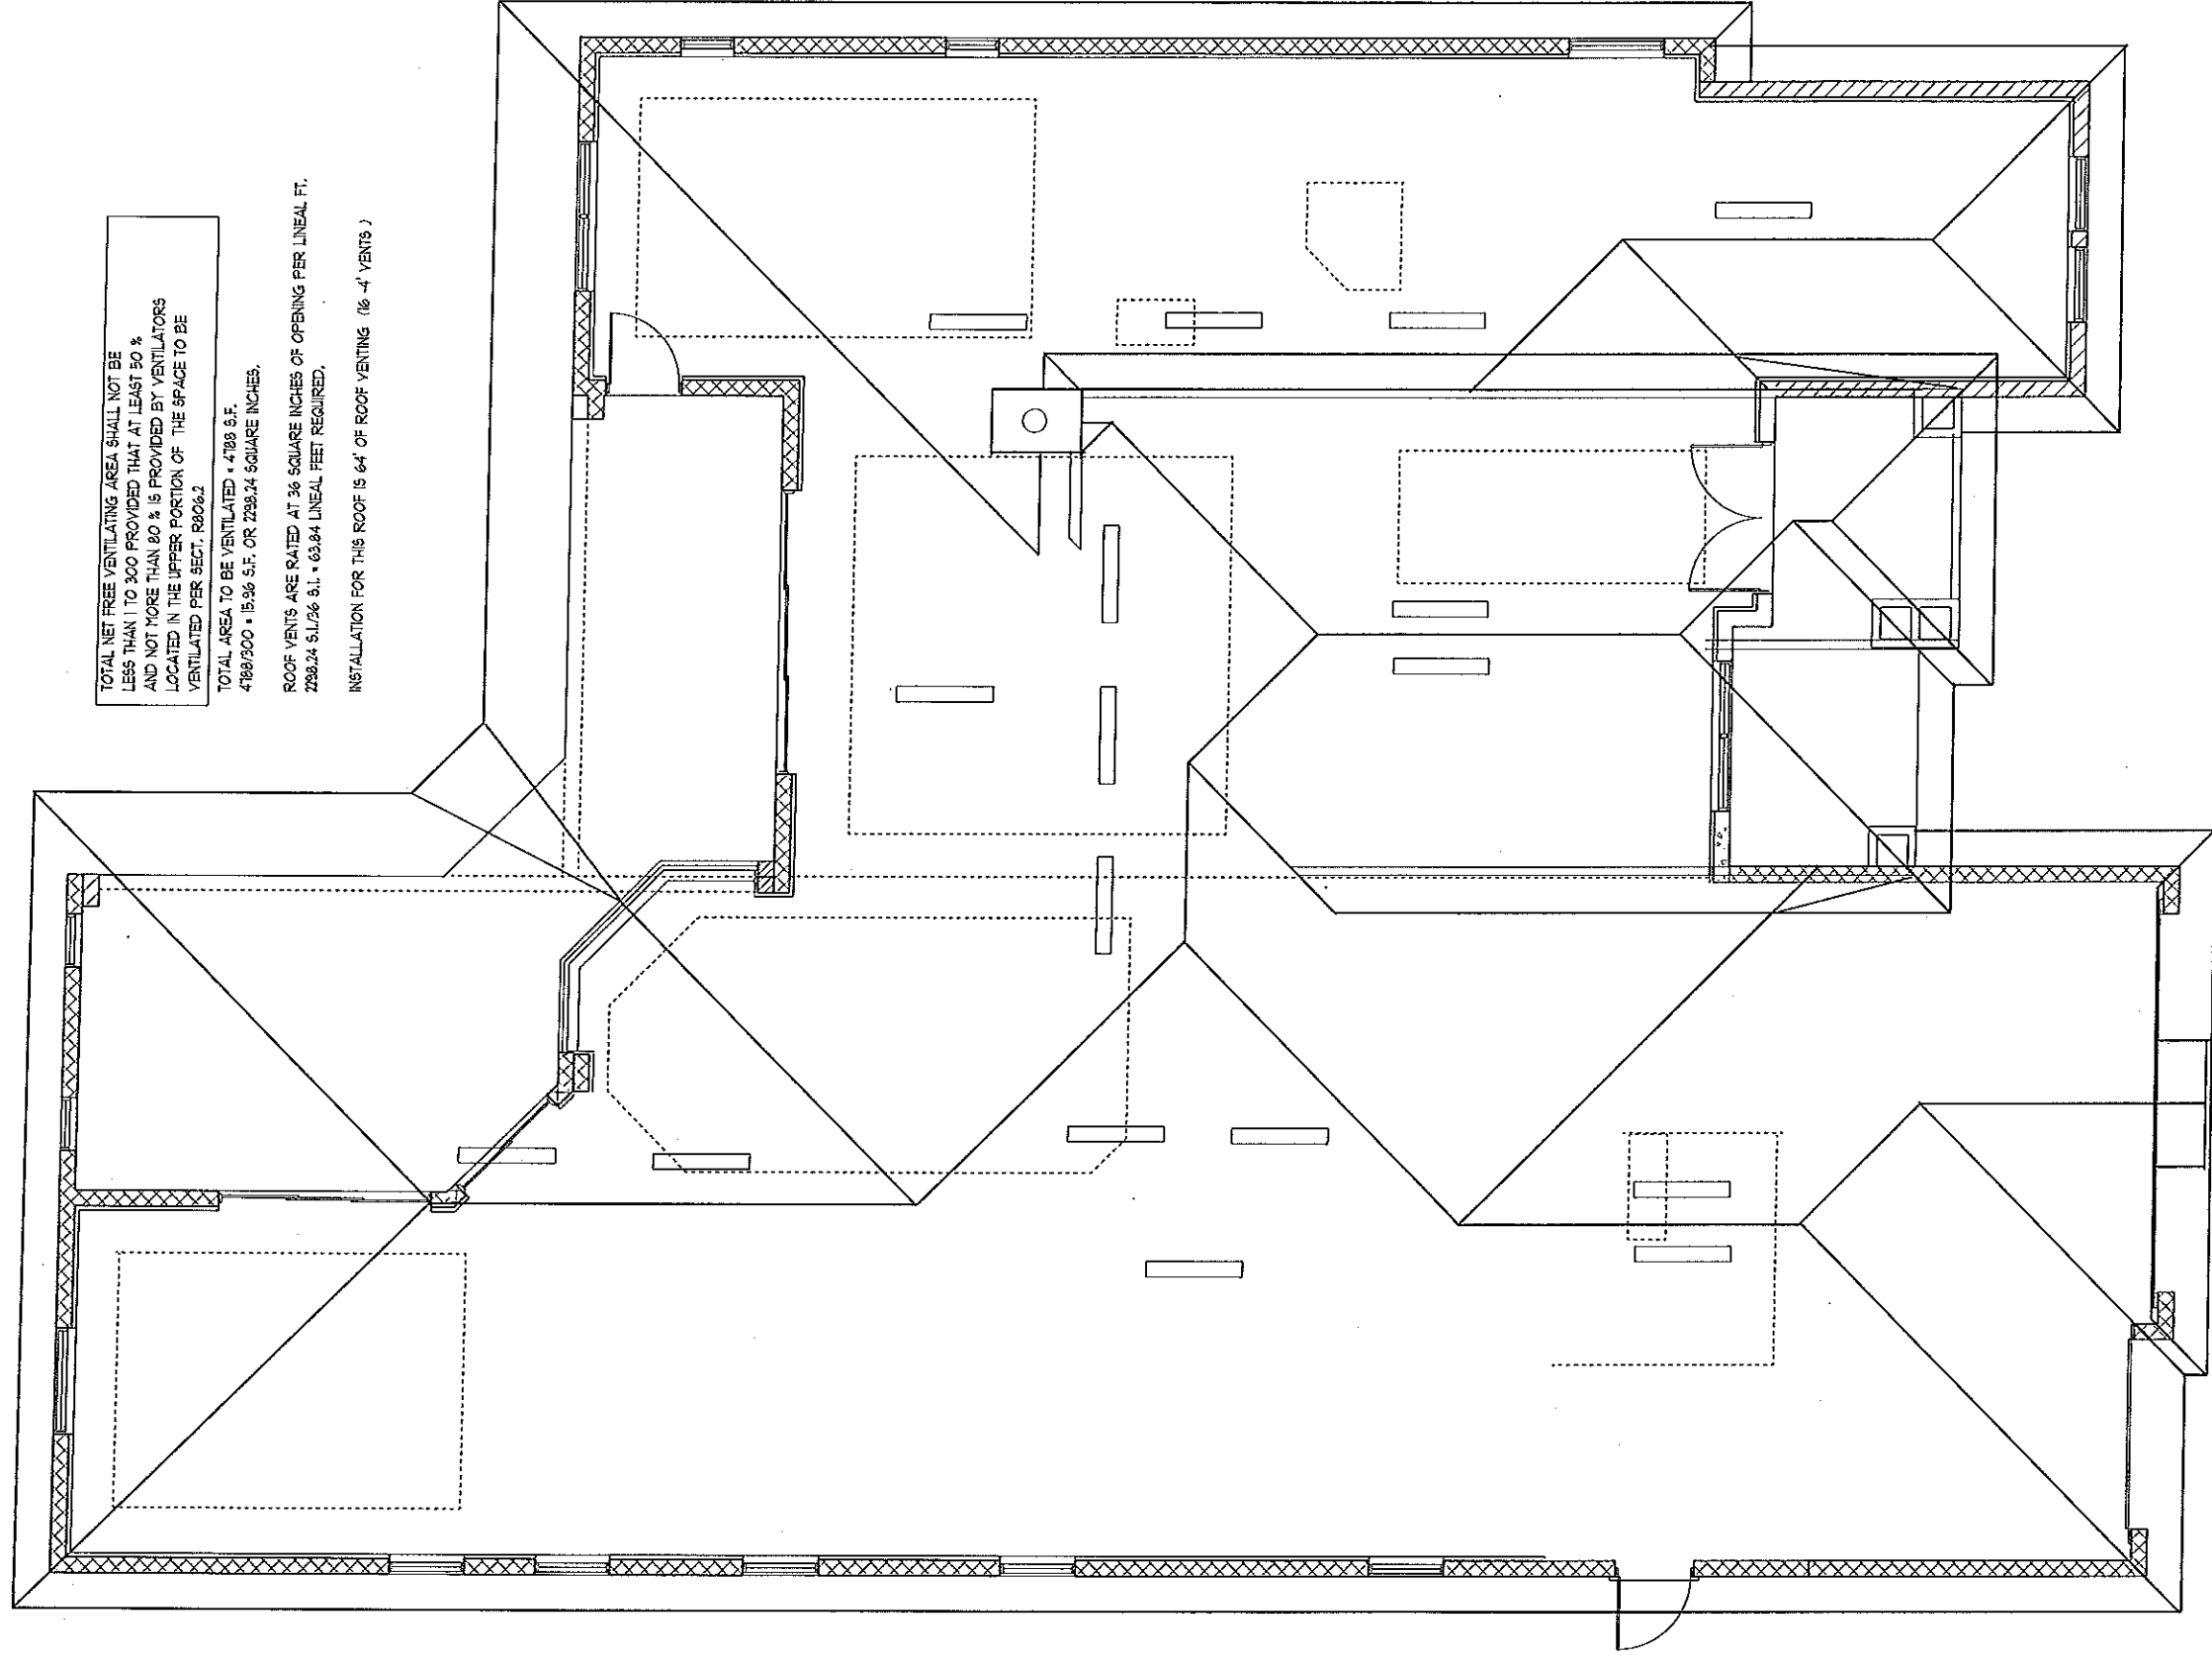 TOTAL NET FREE VENTILATING AREA SHALL NOT BE
LESS THAN 1 TO 300 PROVIDED THAT AT LEAST 50 %
AND NOT MORE THAN 80 % IS PROVIDED BY VENTILATORS
LOCATED IN THE UPPER PORTION OF THE SPACE TO BE
VENTILATED PER SECT. R806.2
TOTAL AREA TO BE VENTILATED = 4788 S.F.
4788/300 = 15.96 S.F. OR 2298.24 SQUARE INCHES.
ROOF VENTS ARE RATED AT 36 SQUARE INCHES OF OPENING PER LINEAL FT.
2298.24 S.I./36 S.I. = 63.84 LINEAL FEET REQUIRED.
INSTALLATION FOR THIS ROOF IS 64' OF ROOF VENTING (16 -4' VENTS )